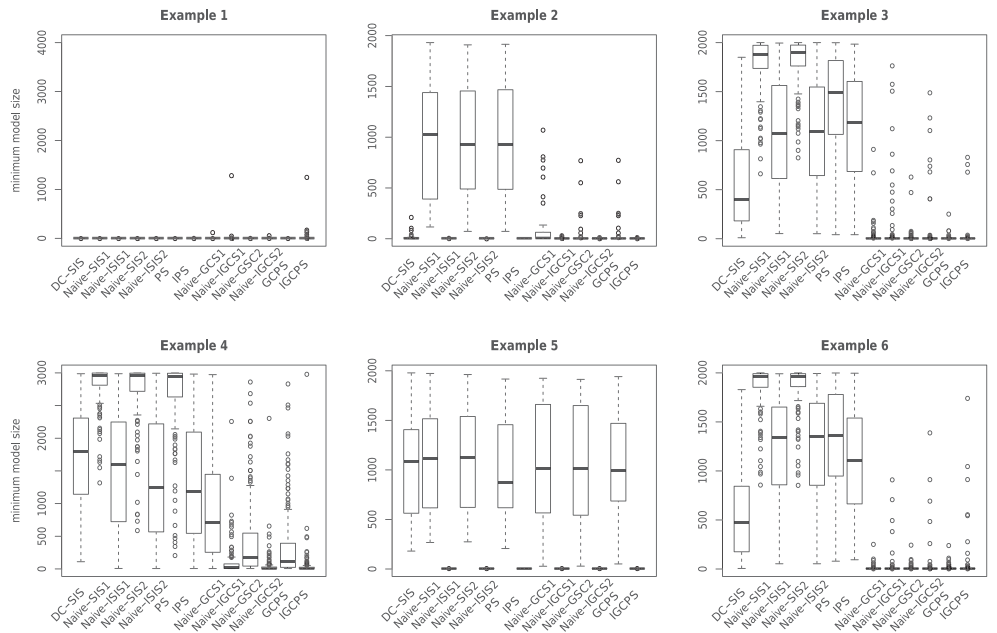 Example 1
minimum model size
4000
3000
2000
1000
0
DC−SIS
Naive−SIS1
Naive−ISIS1
Naive−SIS2
Naive−ISIS2
PS
IPS
Naive−GCS1
Naive−IGCS1
Naive−GSC2
Naive−IGCS2
GCPS
IGCPS
Example 2
2000
1500
1000
500
0
DC−SIS
Naive−SIS1
Naive−ISIS1
Naive−SIS2
Naive−ISIS2
PS
IPS
Naive−GCS1
Naive−IGCS1
Naive−GSC2
Naive−IGCS2
GCPS
IGCPS
Example 3
2000
1500
1000
500
0
DC−SIS
Naive−SIS1
Naive−ISIS1
Naive−SIS2
Naive−ISIS2
PS
IPS
Naive−GCS1
Naive−IGCS1
Naive−GSC2
Naive−IGCS2
GCPS
IGCPS
Example 4
minimum model size
3000
2000
1000
500
0
DC−SIS
Naive−SIS1
Naive−ISIS1
Naive−SIS2
Naive−ISIS2
PS
IPS
Naive−GCS1
Naive−IGCS1
Naive−GSC2
Naive−IGCS2
GCPS
IGCPS
Example 5
2000
1500
1000
500
0
DC−SIS
Naive−SIS1
Naive−ISIS1
Naive−SIS2
Naive−ISIS2
PS
IPS
Naive−GCS1
Naive−IGCS1
Naive−GSC2
Naive−IGCS2
GCPS
IGCPS
Example 6
2000
1500
1000
500
0
DC−SIS
Naive−SIS1
Naive−ISIS1
Naive−SIS2
Naive−ISIS2
PS
IPS
Naive−GCS1
Naive−IGCS1
Naive−GSC2
Naive−IGCS2
GCPS
IGCPS